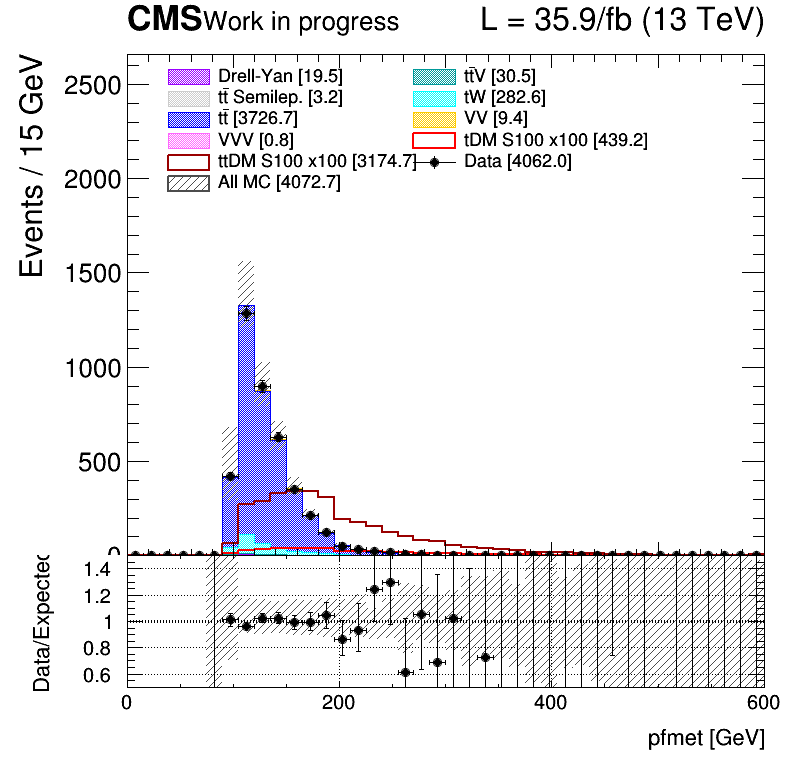 CMS Work in progress L = 35.9/fb (13 TeV)
Events / 15 GeV
2500
2000
1500
1000
500
0
Drell-Yan [19.5] tt̄V [30.5]
tt̄ Semilep. [3.2] tW [282.6]
tt̄ [3726.7] VV [9.4]
VVV [0.8] tDM S100 x100 [439.2]
ttDM S100 x100 [3174.7] Data [4062.0]
All MC [4072.7]
Data/Expected
1.4
1.2
1
0.8
0.6
0 200 400 600
pfmet [GeV]